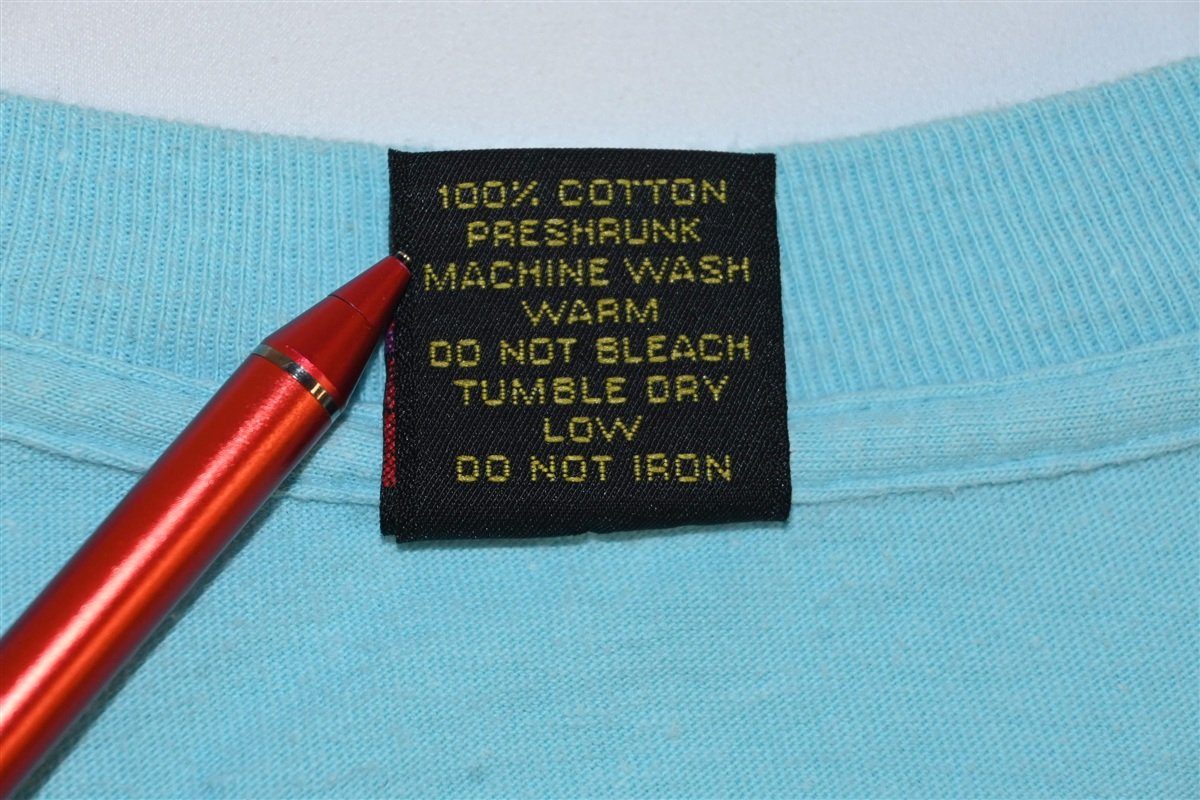 100% COTTON
PRESHRUNK
MACHINE WASH
WARM
DO NOT BLEACH
TUMBLE DRY
LOW
DO NOT IRON